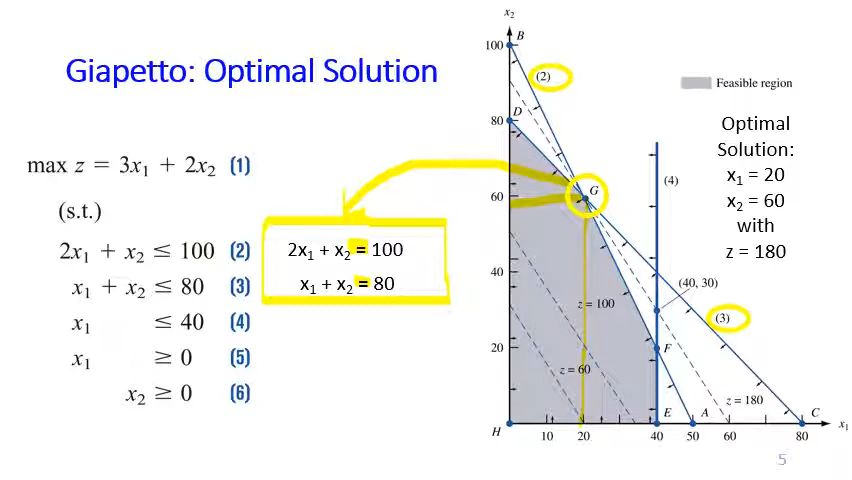 Giapetto: Optimal Solution
max z = 3x₁ + 2x₂ (1)
(s.t.)
2x₁ + x₂ ≤ 100 (2)
x₁ + x₂ ≤ 80 (3)
x₁ ≤ 40 (4)
x₁ ≥ 0 (5)
x₂ ≥ 0 (6)
2x₁ + x₂ = 100
x₁ + x₂ = 80
x₂
B
100
(2)
D
80
G
60
(4)
40
(40, 30)
z = 100
(3)
20
F
z = 60
z = 180
E
A
C
H
10
20
40
50
60
80
x₁
Feasible region
Optimal
Solution:
x₁ = 20
x₂ = 60
with
z = 180
5